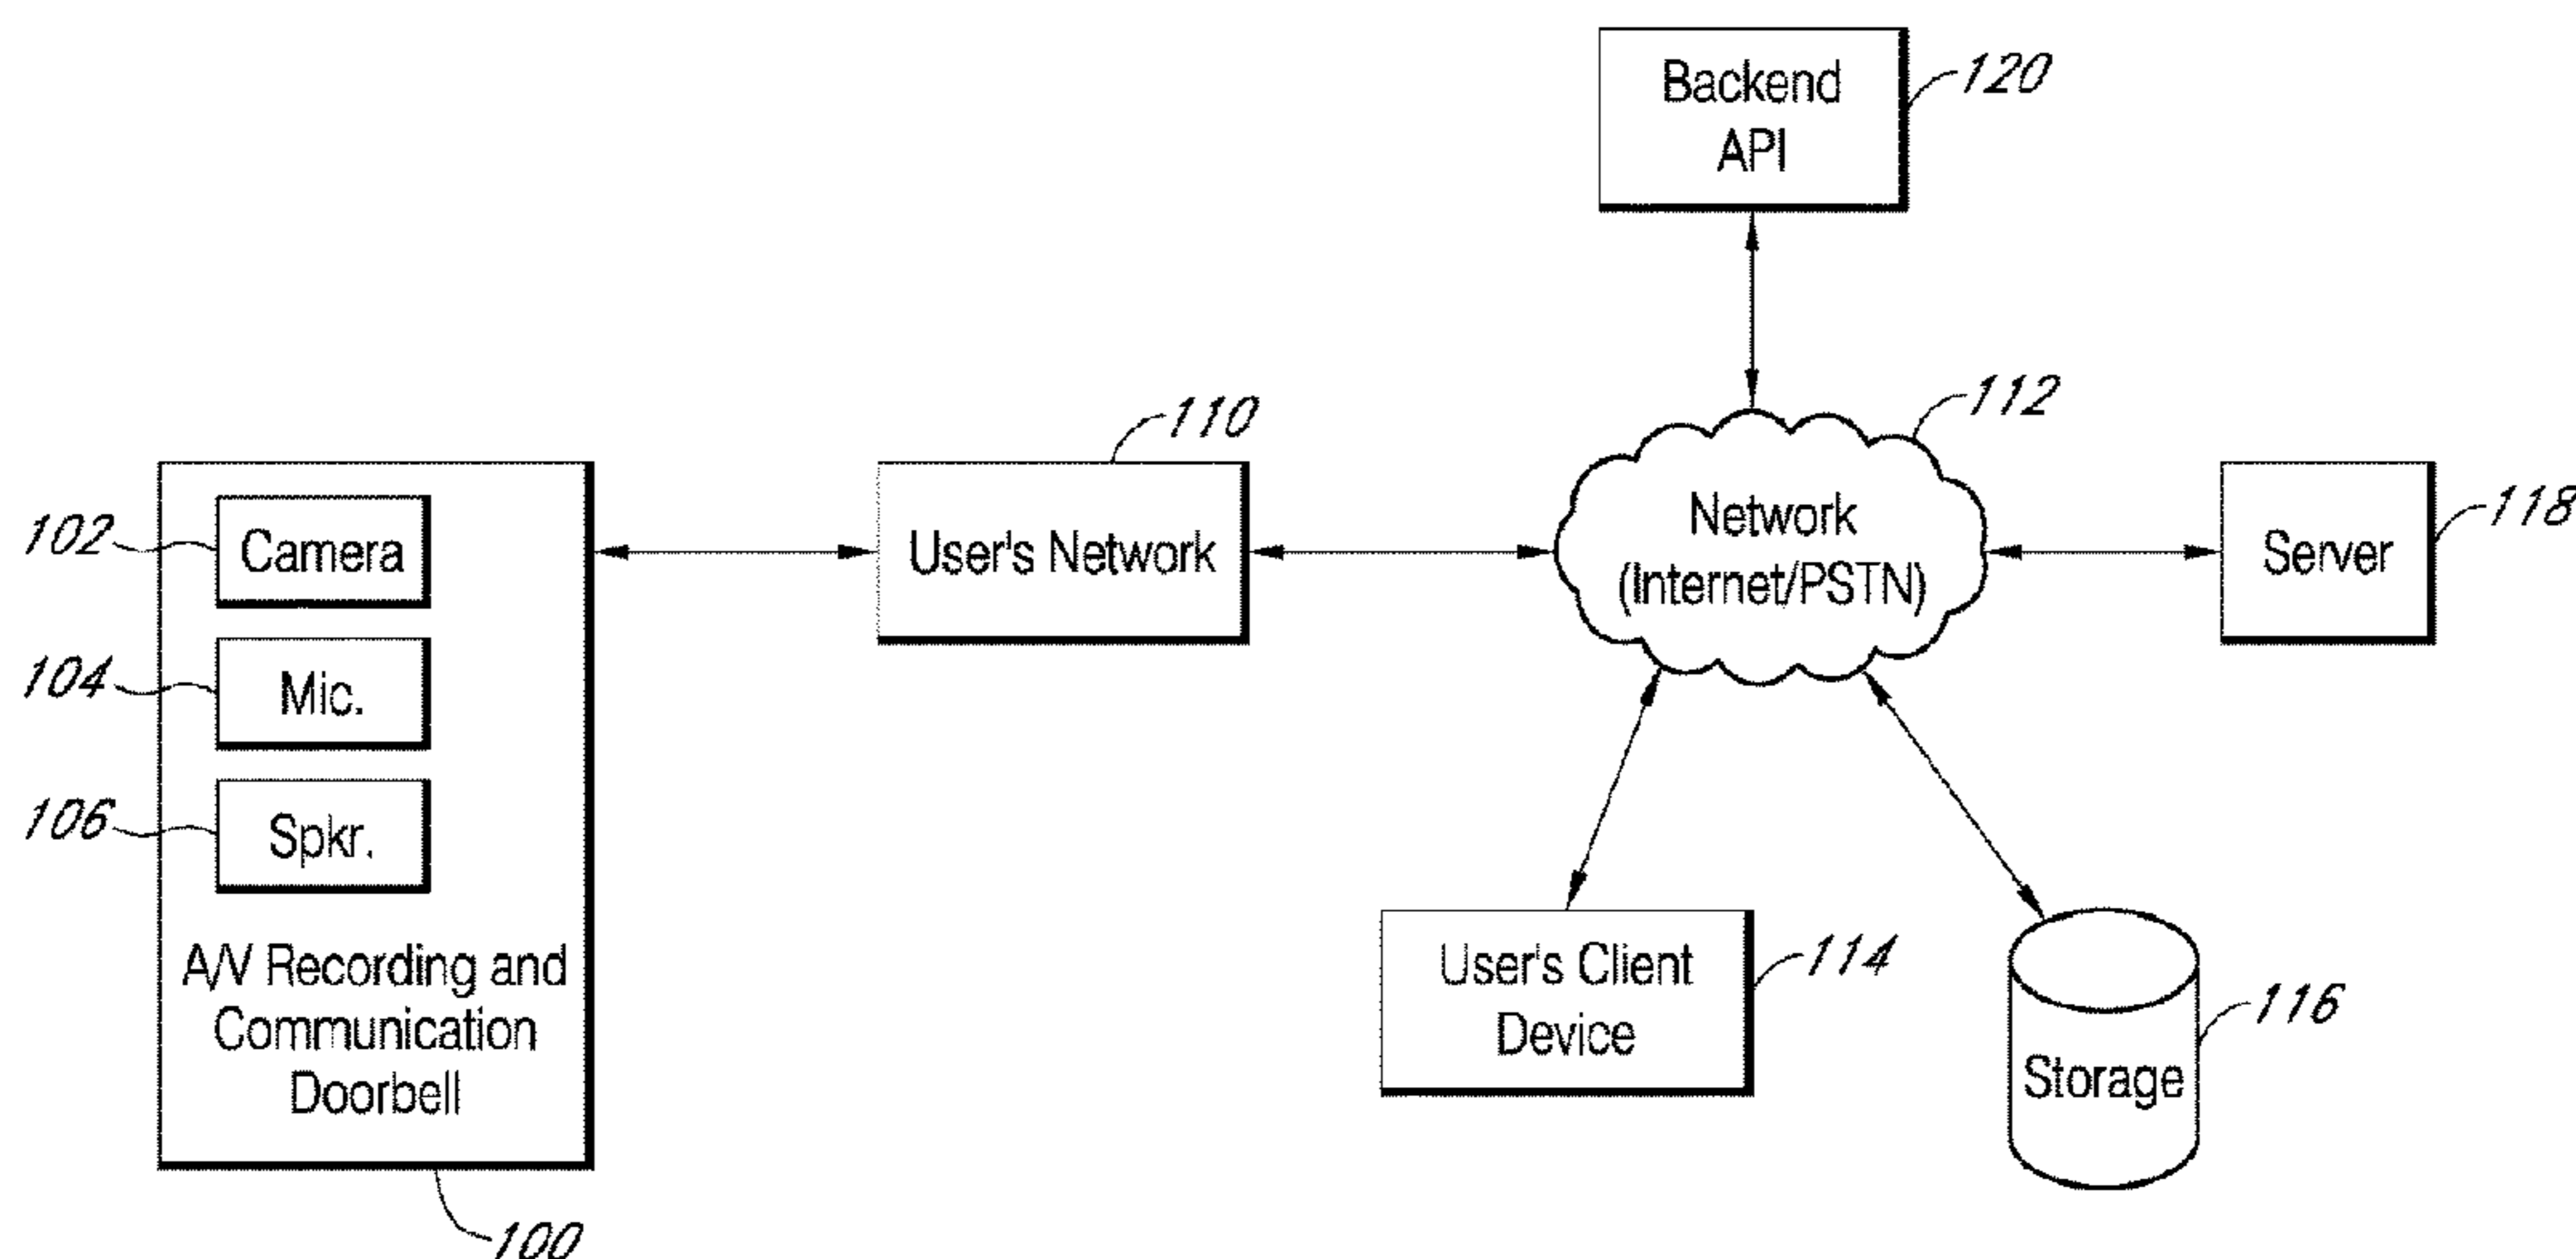 Backend
API
120
112
110
Network
(Internet/PSTN)
Server
118
User's Network
102
Camera
104
Mic.
106
Spkr.
A/V Recording and
Communication
Doorbell
100
User's Client
Device
114
Storage
116